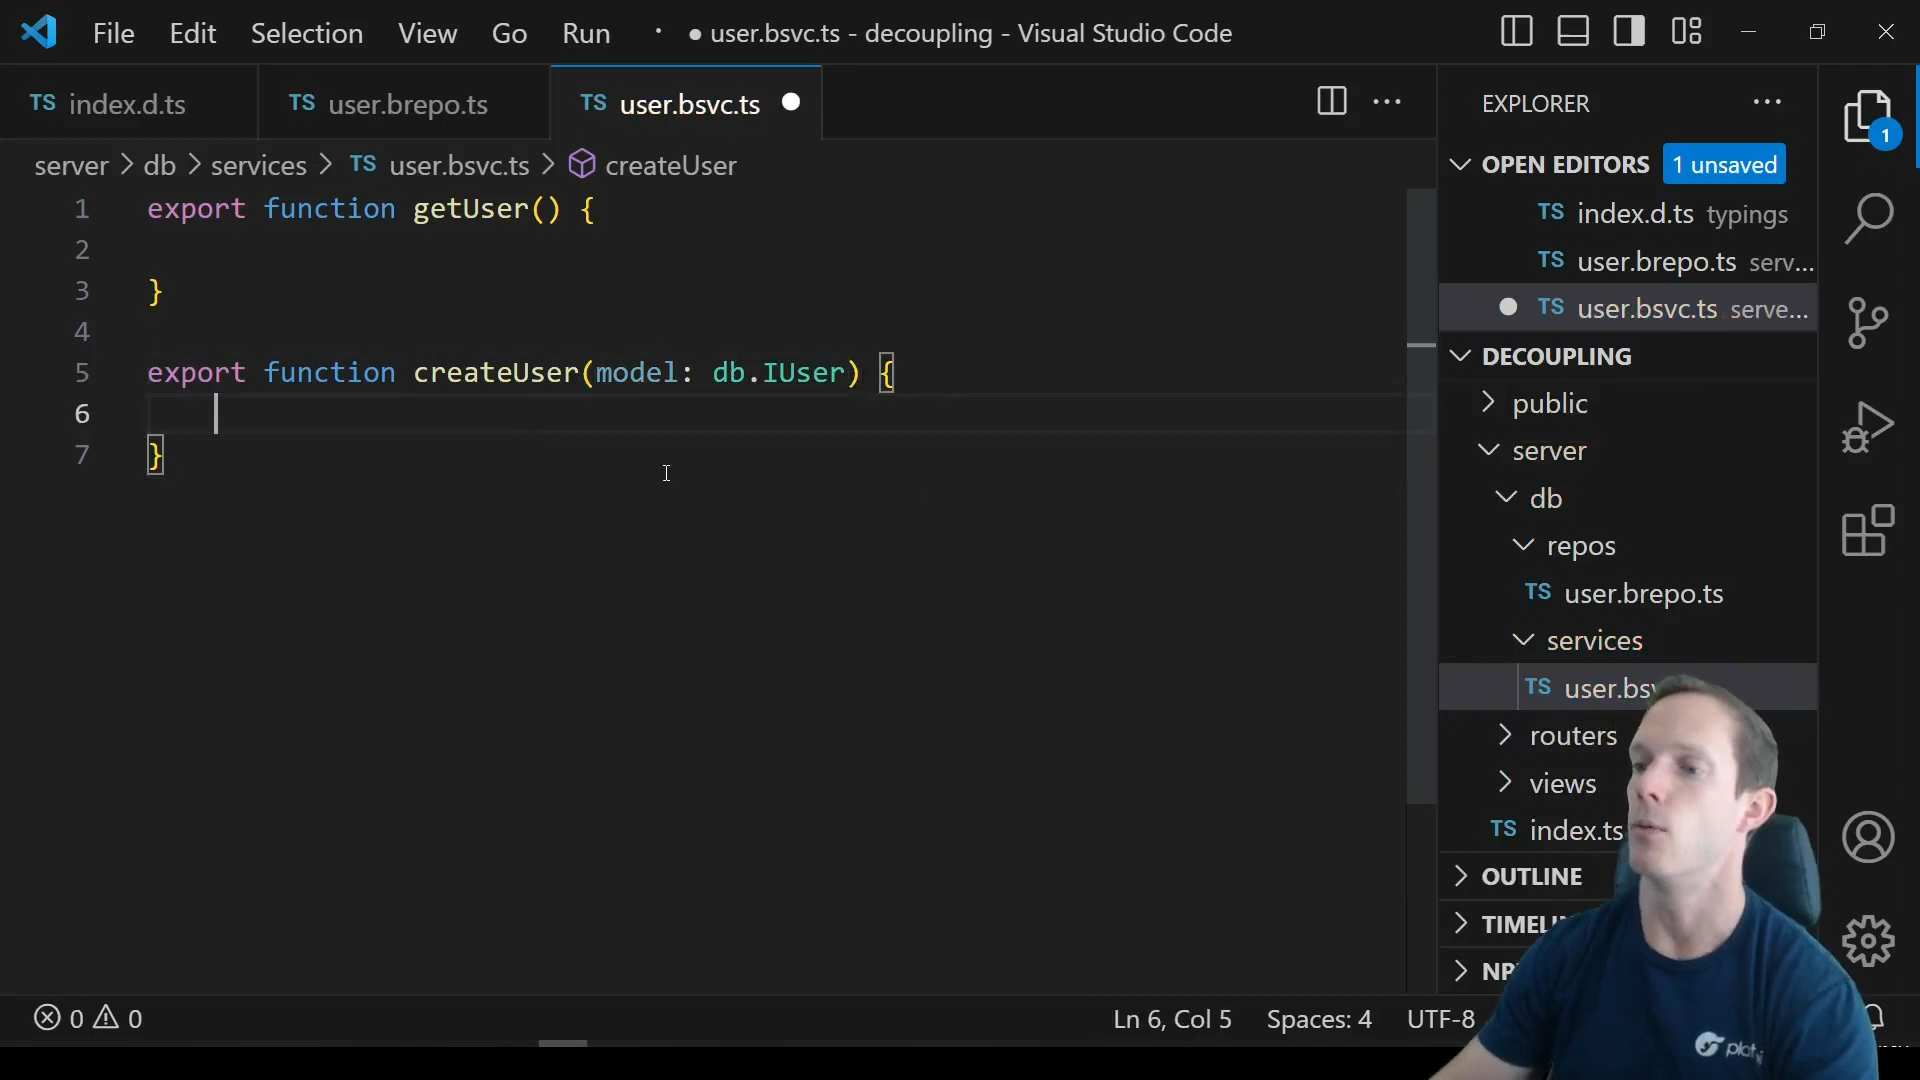 File Edit Selection View Go Run · ● user.bsvc.ts - decoupling - Visual Studio Code
TS index.d.ts TS user.brepo.ts TS user.bsvc.ts
server > db > services > TS user.bsvc.ts > createUser
1 export function getUser() {
2
3 }
4
5 export function createUser(model: db.IUser) {
6
7 }
EXPLORER
OPEN EDITORS 1 unsaved
1
TS index.d.ts typings
TS user.brepo.ts serv...
TS user.bsvc.ts serve...
DECOUPLING
public
server
db
repos
TS user.brepo.ts
services
TS user.bsv
routers
views
TS index.ts
OUTLINE
TIMELIN
NP
0 0 Ln 6, Col 5 Spaces: 4 UTF-8